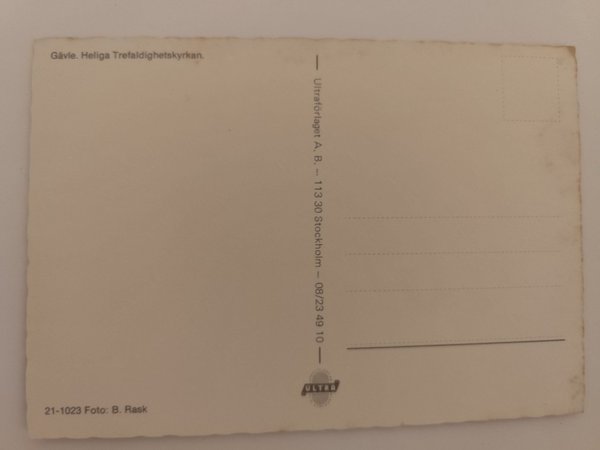 Gävle. Heliga Trefaldighetskyrkan.
Ultraförlaget A. B. – 113 30 Stockholm – 08/23 49 10
ULTRA
21-1023 Foto: B. Rask